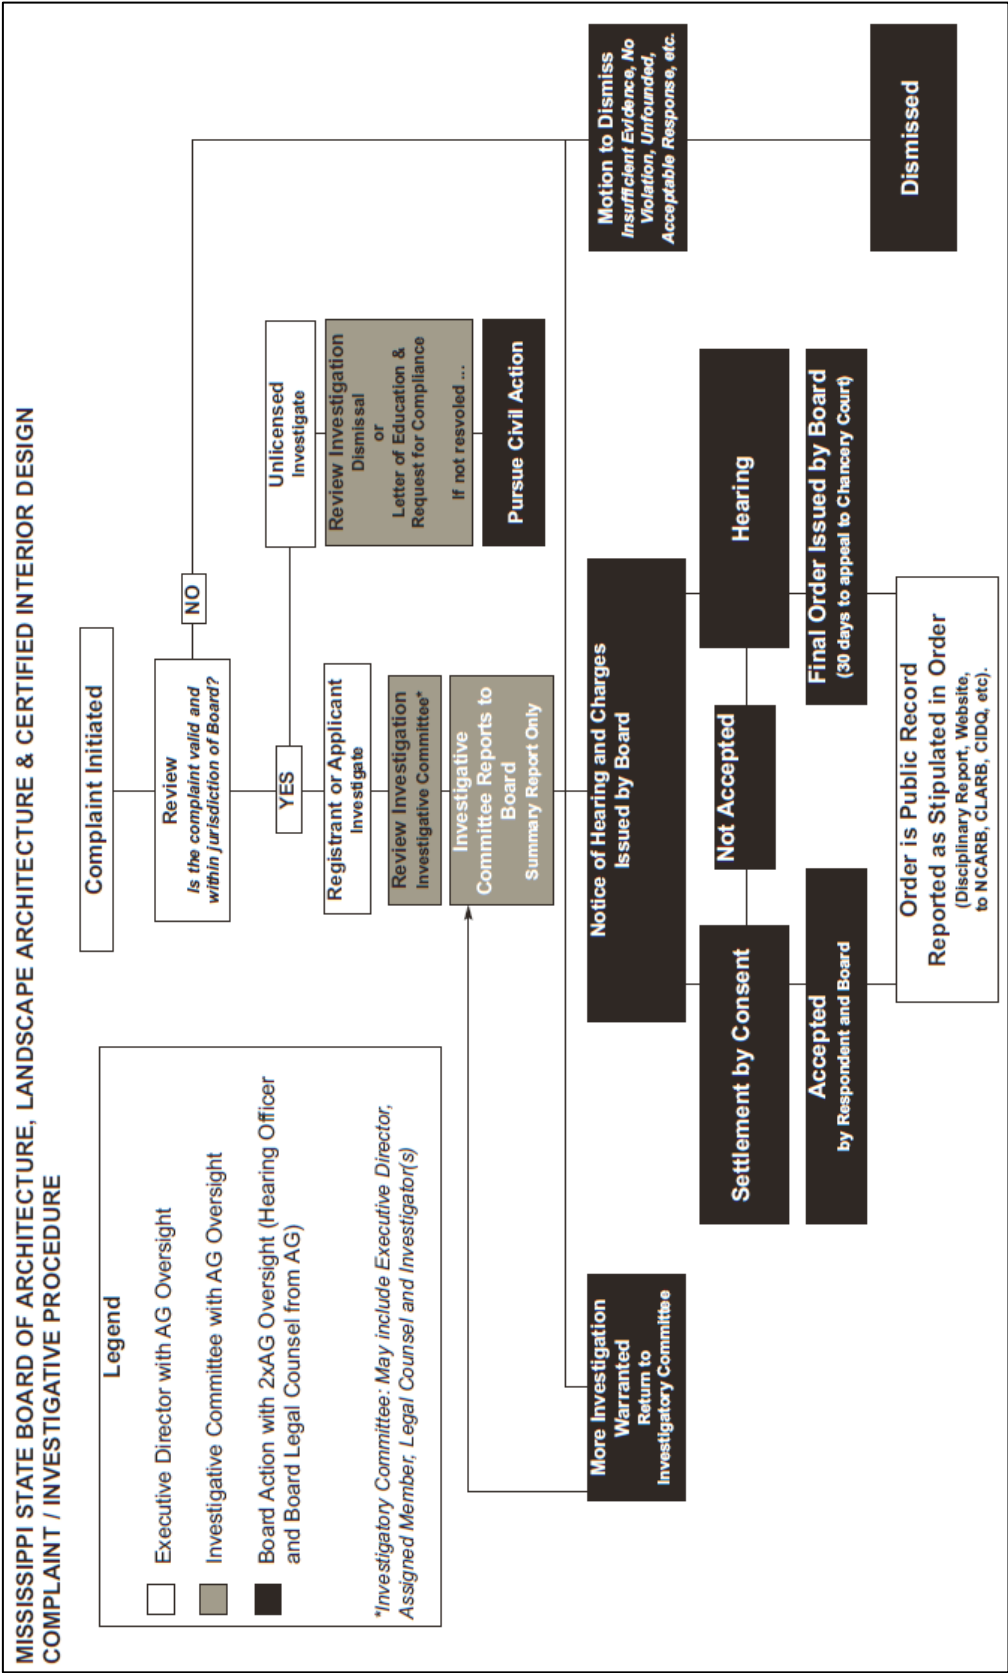 MISSISSIPPI STATE BOARD OF ARCHITECTURE, LANDSCAPE ARCHITECTURE & CERTIFIED INTERIOR DESIGN
COMPLAINT / INVESTIGATIVE PROCEDURE
Legend
Executive Director with AG Oversight
Investigative Committee with AG Oversight
Board Action with 2xAG Oversight (Hearing Officer
and Board Legal Counsel from AG)
*Investigatory Committee: May include Executive Director,
Assigned Member, Legal Counsel and Investigator(s)
Complaint Initiated
Review
Is the complaint valid and
within jurisdiction of Board?
NO
YES
Registrant or Applicant
Investigate
Unlicensed
Investigate
Review Investigation
Investigative Committee*
Review Investigation
Dismissal
or
Letter of Education &
Request for Compliance
If not resvoled ...
Investigative
Committee Reports to
Board
Summary Report Only
Pursue Civil Action
More Investigation
Warranted
Return to
Investigatory Committee
Notice of Hearing and Charges
Issued by Board
Motion to Dismiss
Insufficient Evidence, No
Violation, Unfounded,
Acceptable Response, etc.
Settlement by Consent
Not Accepted
Hearing
Accepted
by Respondent and Board
Final Order Issued by Board
(30 days to appeal to Chancery Court)
Dismissed
Order is Public Record
Reported as Stipulated in Order
(Disciplinary Report, Website,
to NCARB, CLARB, CIDQ, etc).